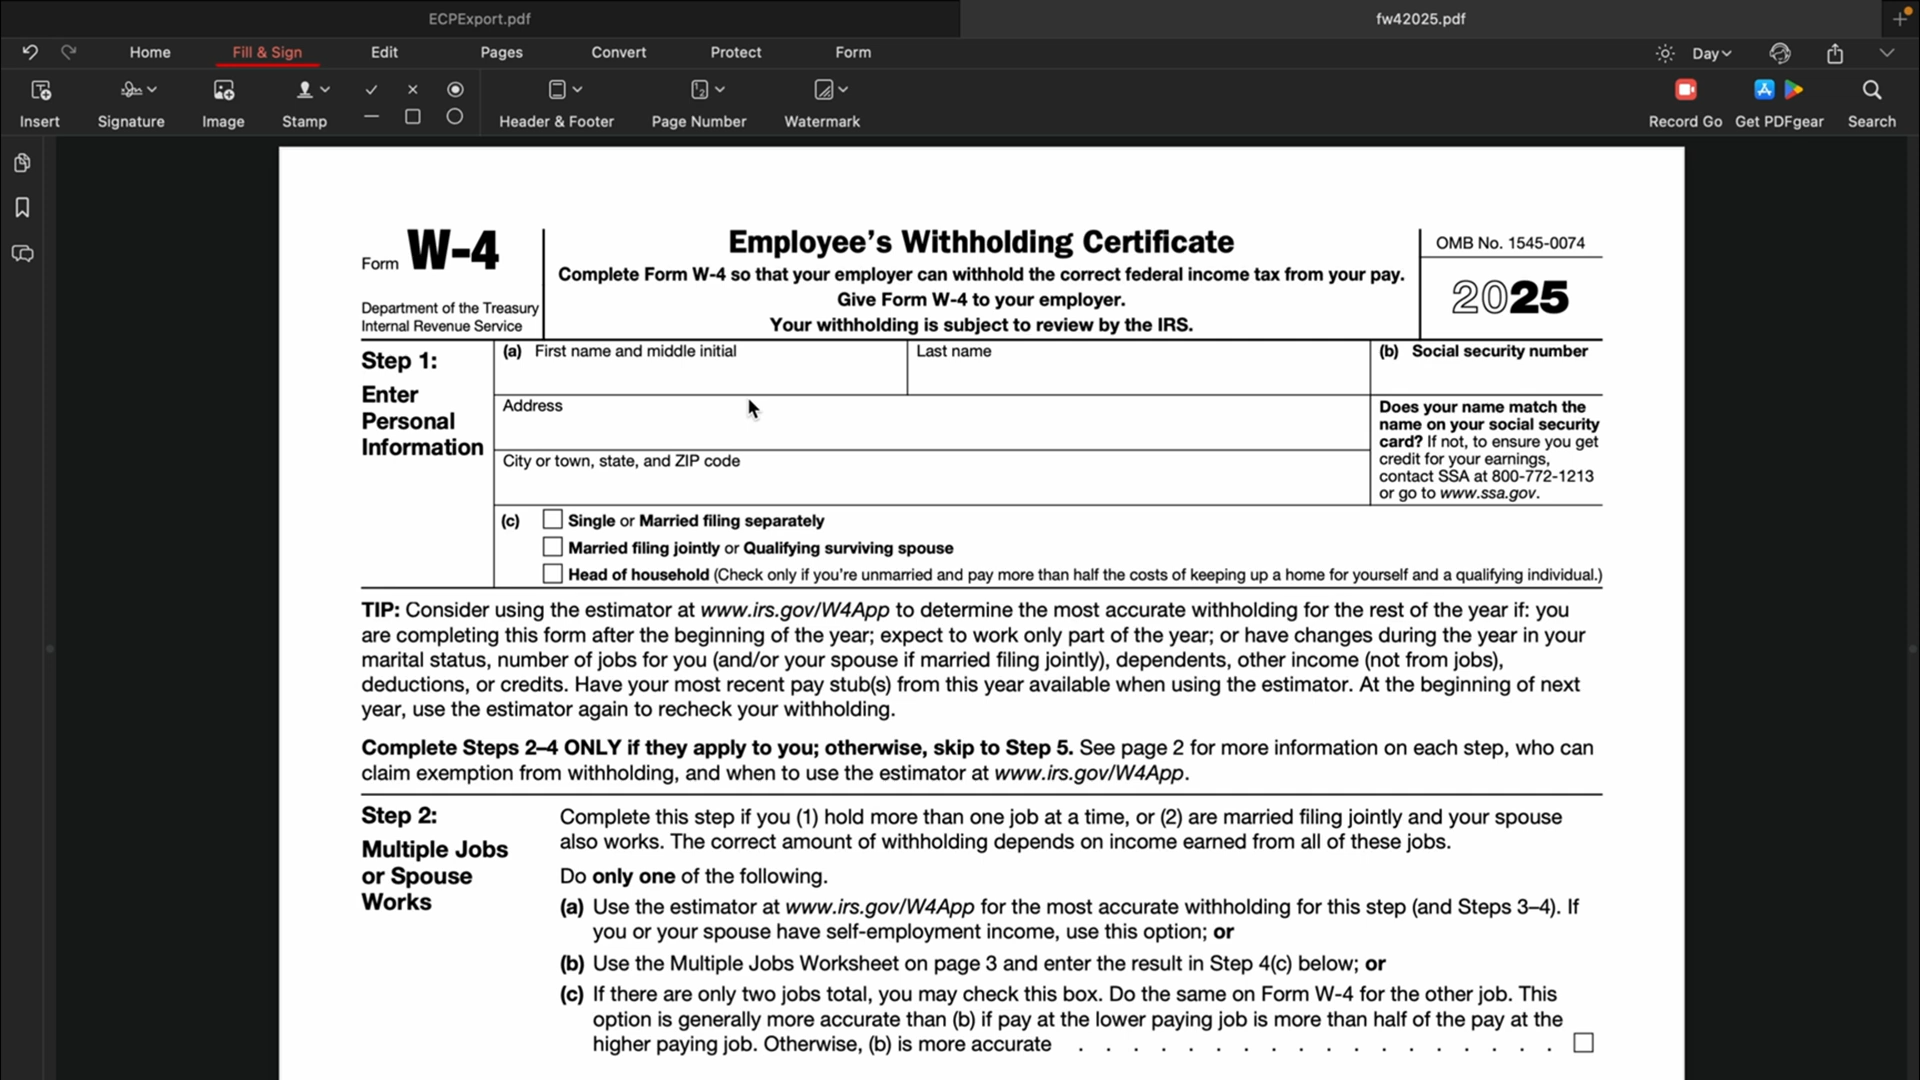 ECPExport.pdf
fw42025.pdf
Home
Fill & Sign
Edit
Pages
Convert
Protect
Form
Day
Insert
Signature
Image
Stamp
Header & Footer
Page Number
Watermark
Record Go
Get PDFgear
Search
Form W-4
Department of the Treasury
Internal Revenue Service
Employee's Withholding Certificate
Complete Form W-4 so that your employer can withhold the correct federal income tax from your pay.
Give Form W-4 to your employer.
Your withholding is subject to review by the IRS.
OMB No. 1545-0074
2025
Step 1:
Enter
Personal
Information
(a) First name and middle initial
Last name
(b) Social security number
Address
City or town, state, and ZIP code
Does your name match the
name on your social security
card? If not, to ensure you get
credit for your earnings,
contact SSA at 800-772-1213
or go to www.ssa.gov.
(c) Single or Married filing separately
Married filing jointly or Qualifying surviving spouse
Head of household (Check only if you're unmarried and pay more than half the costs of keeping up a home for yourself and a qualifying individual.)
TIP: Consider using the estimator at www.irs.gov/W4App to determine the most accurate withholding for the rest of the year if: you
are completing this form after the beginning of the year; expect to work only part of the year; or have changes during the year in your
marital status, number of jobs for you (and/or your spouse if married filing jointly), dependents, other income (not from jobs),
deductions, or credits. Have your most recent pay stub(s) from this year available when using the estimator. At the beginning of next
year, use the estimator again to recheck your withholding.
Complete Steps 2–4 ONLY if they apply to you; otherwise, skip to Step 5. See page 2 for more information on each step, who can
claim exemption from withholding, and when to use the estimator at www.irs.gov/W4App.
Step 2:
Multiple Jobs
or Spouse
Works
Complete this step if you (1) hold more than one job at a time, or (2) are married filing jointly and your spouse
also works. The correct amount of withholding depends on income earned from all of these jobs.
Do only one of the following.
(a) Use the estimator at www.irs.gov/W4App for the most accurate withholding for this step (and Steps 3–4). If
you or your spouse have self-employment income, use this option; or
(b) Use the Multiple Jobs Worksheet on page 3 and enter the result in Step 4(c) below; or
(c) If there are only two jobs total, you may check this box. Do the same on Form W-4 for the other job. This
option is generally more accurate than (b) if pay at the lower paying job is more than half of the pay at the
higher paying job. Otherwise, (b) is more accurate . . . . . . . . . . . . . . . . . .